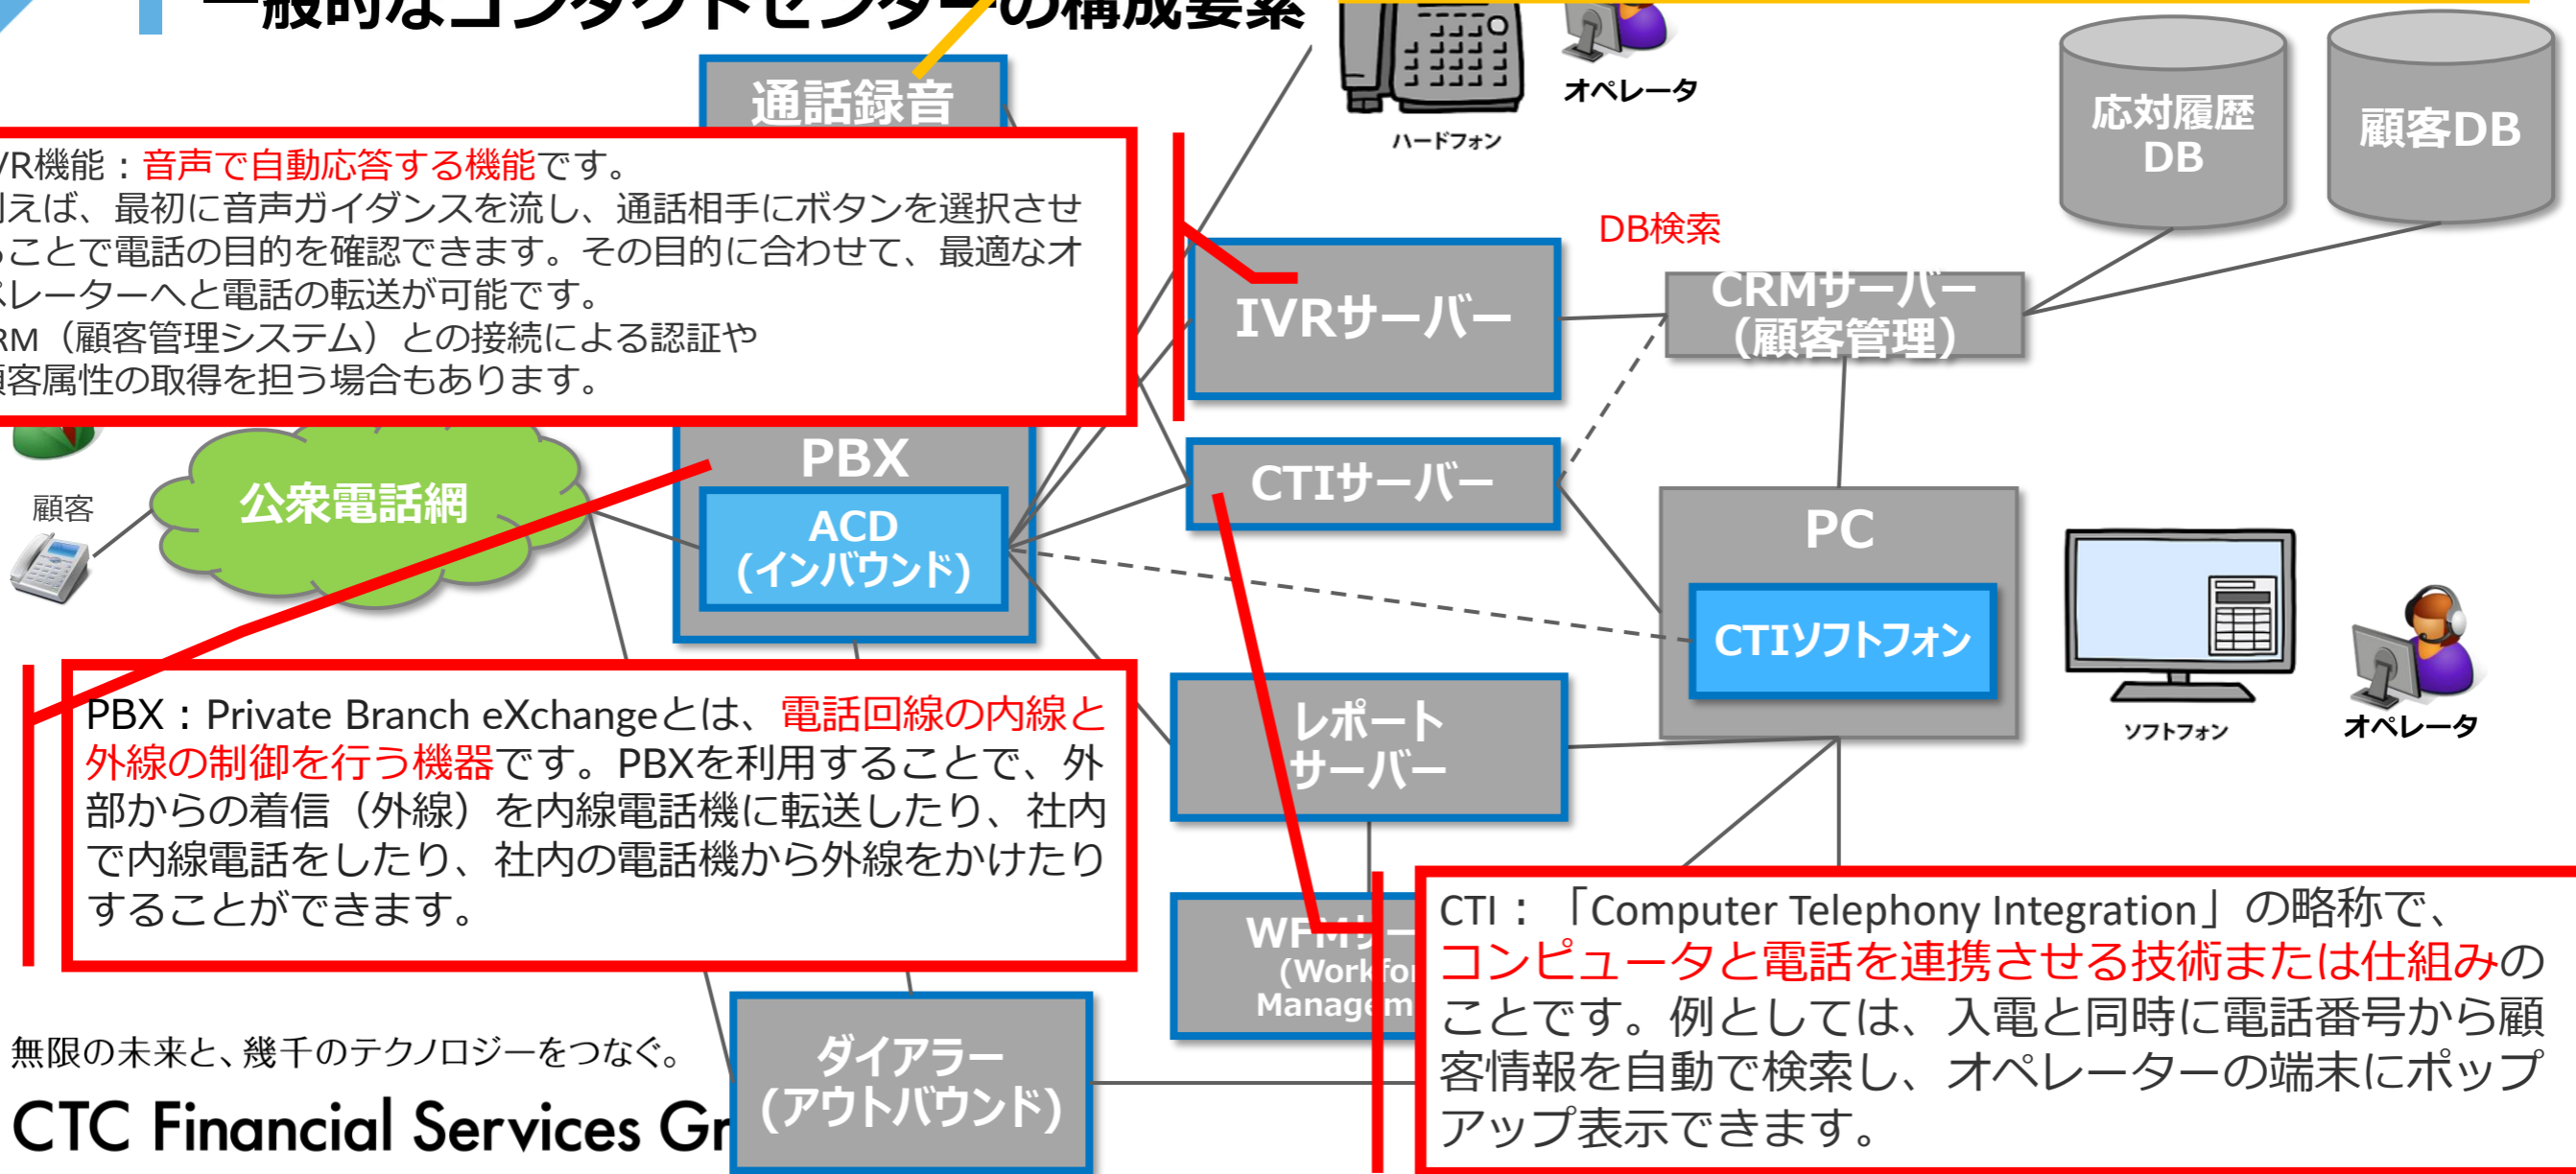 一般的なコンタクトセンターの構成要素
通話録音
オペレータ
ハードフォン
応対履歴
DB
顧客DB
VR機能：音声で自動応答する機能です。
えば、最初に音声ガイダンスを流し、通話相手にボタンを選択させ
ことで電話の目的を確認できます。その目的に合わせて、最適なオ
レーターへと電話の転送が可能です。
RM（顧客管理システム）との接続による認証や
客属性の取得を担う場合もあります。
DB検索
IVRサーバー
CRMサーバー
（顧客管理）
顧客
公衆電話網
PBX
ACD
(インバウンド)
CTIサーバー
PC
CTIソフトフォン
ソフトフォン
オペレータ
PBX：Private Branch eXchangeとは、電話回線の内線と
外線の制御を行う機器です。PBXを利用することで、外
部からの着信（外線）を内線電話機に転送したり、社内
で内線電話をしたり、社内の電話機から外線をかけたり
することができます。
レポート
サーバー
WFMサー
(Workfor
Managem
CTI：「Computer Telephony Integration」の略称で、
コンピュータと電話を連携させる技術または仕組みの
ことです。例としては、入電と同時に電話番号から顧
客情報を自動で検索し、オペレーターの端末にポップ
アップ表示できます。
ダイアラー
(アウトバウンド)
無限の未来と、幾千のテクノロジーをつなぐ。
CTC Financial Services Gr